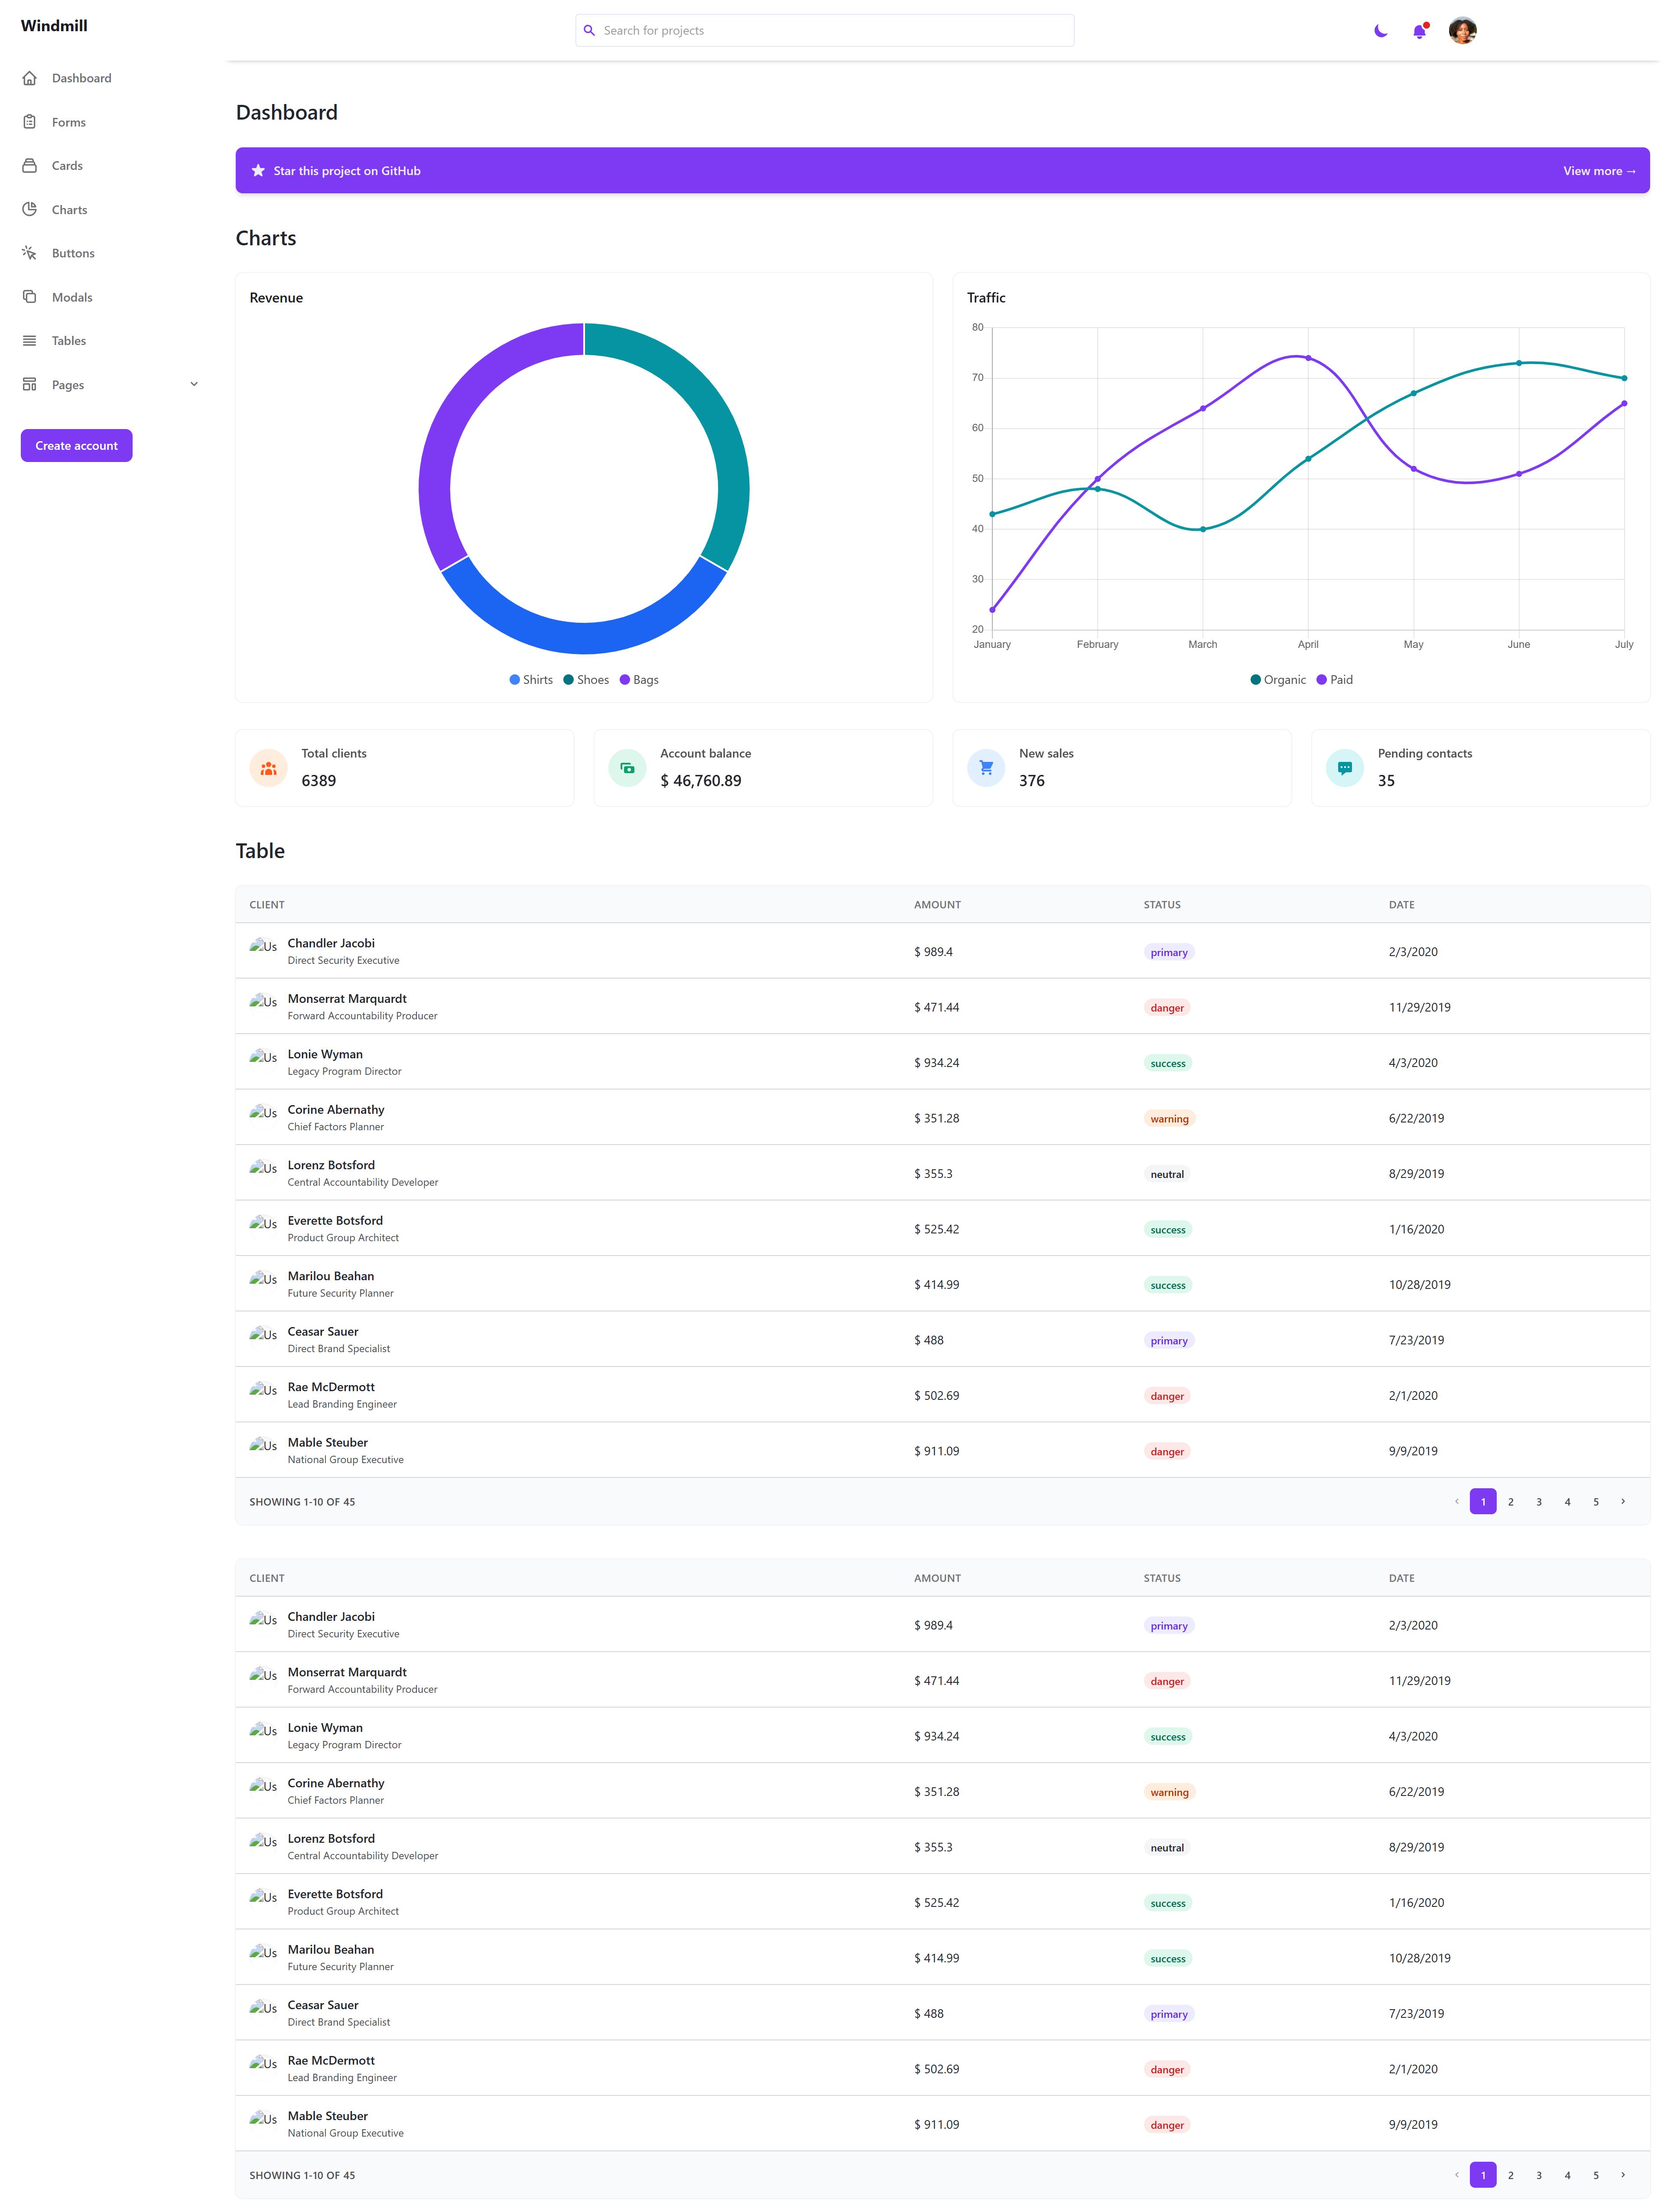 Windmill
Search for projects
Dashboard
Forms
Cards
Charts
Buttons
Modals
Tables
Pages
Create account
Dashboard
Star this project on GitHub
View more →
Charts
Revenue
Shirts Shoes Bags
Traffic
80
70
60
50
40
30
20
January February March April May June July
Organic Paid
Total clients
6389
Account balance
$ 46,760.89
New sales
376
Pending contacts
35
Table
CLIENT AMOUNT STATUS DATE
Us Chandler Jacobi
Direct Security Executive
$ 989.4 primary 2/3/2020
Us Monserrat Marquardt
Forward Accountability Producer
$ 471.44 danger 11/29/2019
Us Lonie Wyman
Legacy Program Director
$ 934.24 success 4/3/2020
Us Corine Abernathy
Chief Factors Planner
$ 351.28 warning 6/22/2019
Us Lorenz Botsford
Central Accountability Developer
$ 355.3 neutral 8/29/2019
Us Everette Botsford
Product Group Architect
$ 525.42 success 1/16/2020
Us Marilou Beahan
Future Security Planner
$ 414.99 success 10/28/2019
Us Ceasar Sauer
Direct Brand Specialist
$ 488 primary 7/23/2019
Us Rae McDermott
Lead Branding Engineer
$ 502.69 danger 2/1/2020
Us Mable Steuber
National Group Executive
$ 911.09 danger 9/9/2019
SHOWING 1-10 OF 45
1 2 3 4 5
CLIENT AMOUNT STATUS DATE
Us Chandler Jacobi
Direct Security Executive
$ 989.4 primary 2/3/2020
Us Monserrat Marquardt
Forward Accountability Producer
$ 471.44 danger 11/29/2019
Us Lonie Wyman
Legacy Program Director
$ 934.24 success 4/3/2020
Us Corine Abernathy
Chief Factors Planner
$ 351.28 warning 6/22/2019
Us Lorenz Botsford
Central Accountability Developer
$ 355.3 neutral 8/29/2019
Us Everette Botsford
Product Group Architect
$ 525.42 success 1/16/2020
Us Marilou Beahan
Future Security Planner
$ 414.99 success 10/28/2019
Us Ceasar Sauer
Direct Brand Specialist
$ 488 primary 7/23/2019
Us Rae McDermott
Lead Branding Engineer
$ 502.69 danger 2/1/2020
Us Mable Steuber
National Group Executive
$ 911.09 danger 9/9/2019
SHOWING 1-10 OF 45
1 2 3 4 5